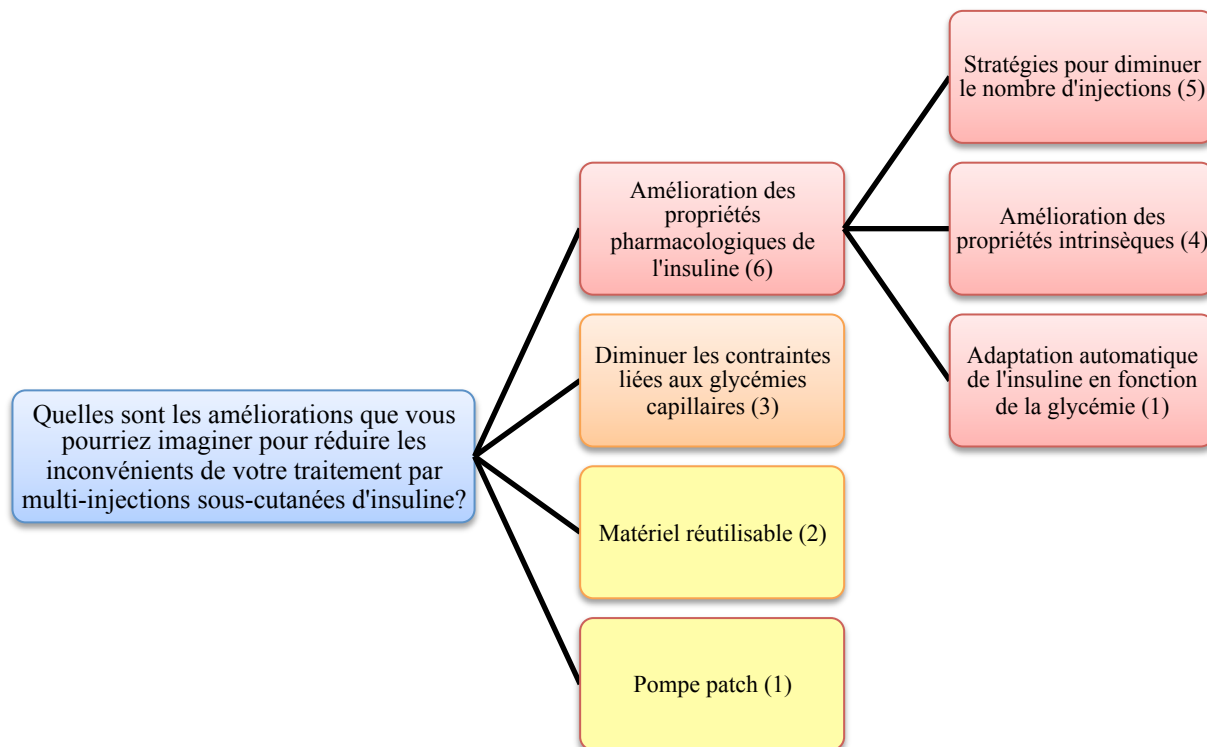 Quelles sont les améliorations que vous
pourriez imaginer pour réduire les
inconvénients de votre traitement par
multi-injections sous-cutanées d'insuline?
Amélioration des
propriétés
pharmacologiques de
l'insuline (6)
Stratégies pour diminuer
le nombre d'injections (5)
Amélioration des
propriétés intrinsèques (4)
Adaptation automatique
de l'insuline en fonction
de la glycémie (1)
Diminuer les contraintes
liées aux glycémies
capillaires (3)
Matériel réutilisable (2)
Pompe patch (1)